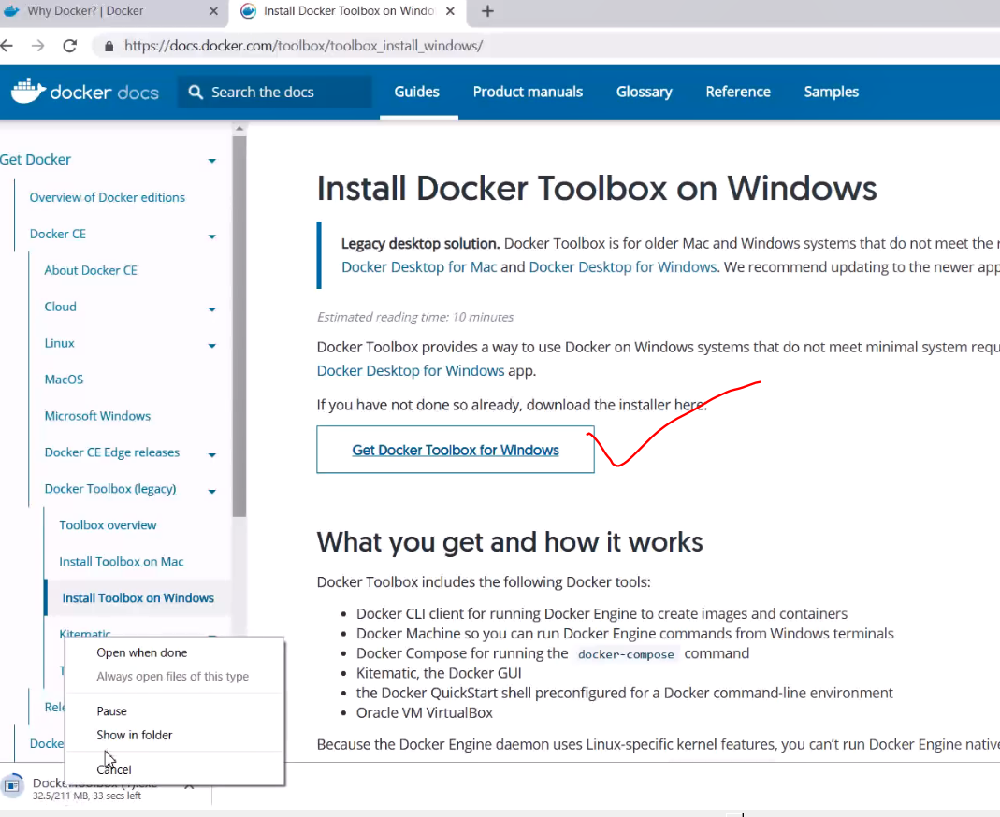 Why Docker? | Docker
Install Docker Toolbox on Windo
https://docs.docker.com/toolbox/toolbox_install_windows/
docker docs
Search the docs
Guides
Product manuals
Glossary
Reference
Samples
Get Docker
Overview of Docker editions
Docker CE
About Docker CE
Cloud
Linux
MacOS
Microsoft Windows
Docker CE Edge releases
Docker Toolbox (legacy)
Toolbox overview
Install Toolbox on Mac
Install Toolbox on Windows
Kitematic
T
Rele
Docke
Open when done
Always open files of this type
Pause
Show in folder
Cancel
32.5/211 MB, 33 secs left
Install Docker Toolbox on Windows
Legacy desktop solution. Docker Toolbox is for older Mac and Windows systems that do not meet the r
Docker Desktop for Mac and Docker Desktop for Windows. We recommend updating to the newer app
Estimated reading time: 10 minutes
Docker Toolbox provides a way to use Docker on Windows systems that do not meet minimal system requ
Docker Desktop for Windows app.
If you have not done so already, download the installer here:
Get Docker Toolbox for Windows
What you get and how it works
Docker Toolbox includes the following Docker tools:
Docker CLI client for running Docker Engine to create images and containers
Docker Machine so you can run Docker Engine commands from Windows terminals
Docker Compose for running the docker-compose command
Kitematic, the Docker GUI
the Docker QuickStart shell preconfigured for a Docker command-line environment
Oracle VM VirtualBox
Because the Docker Engine daemon uses Linux-specific kernel features, you can't run Docker Engine native